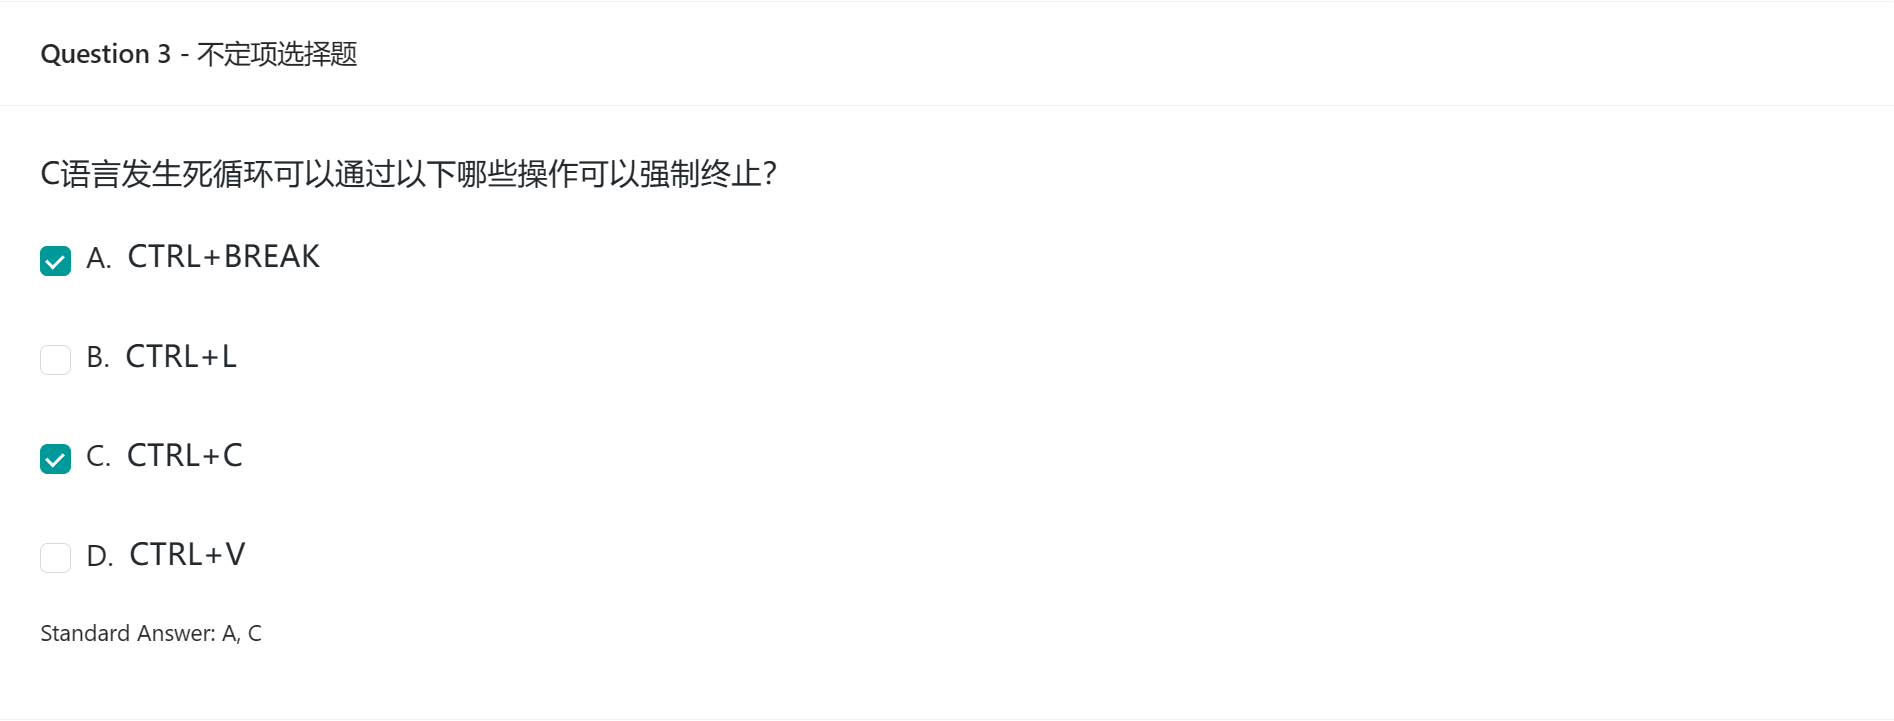 Question 3 - 不定项选择题
C语言发生死循环可以通过以下哪些操作可以强制终止？
A. CTRL+BREAK
B. CTRL+L
C. CTRL+C
D. CTRL+V
Standard Answer: A, C